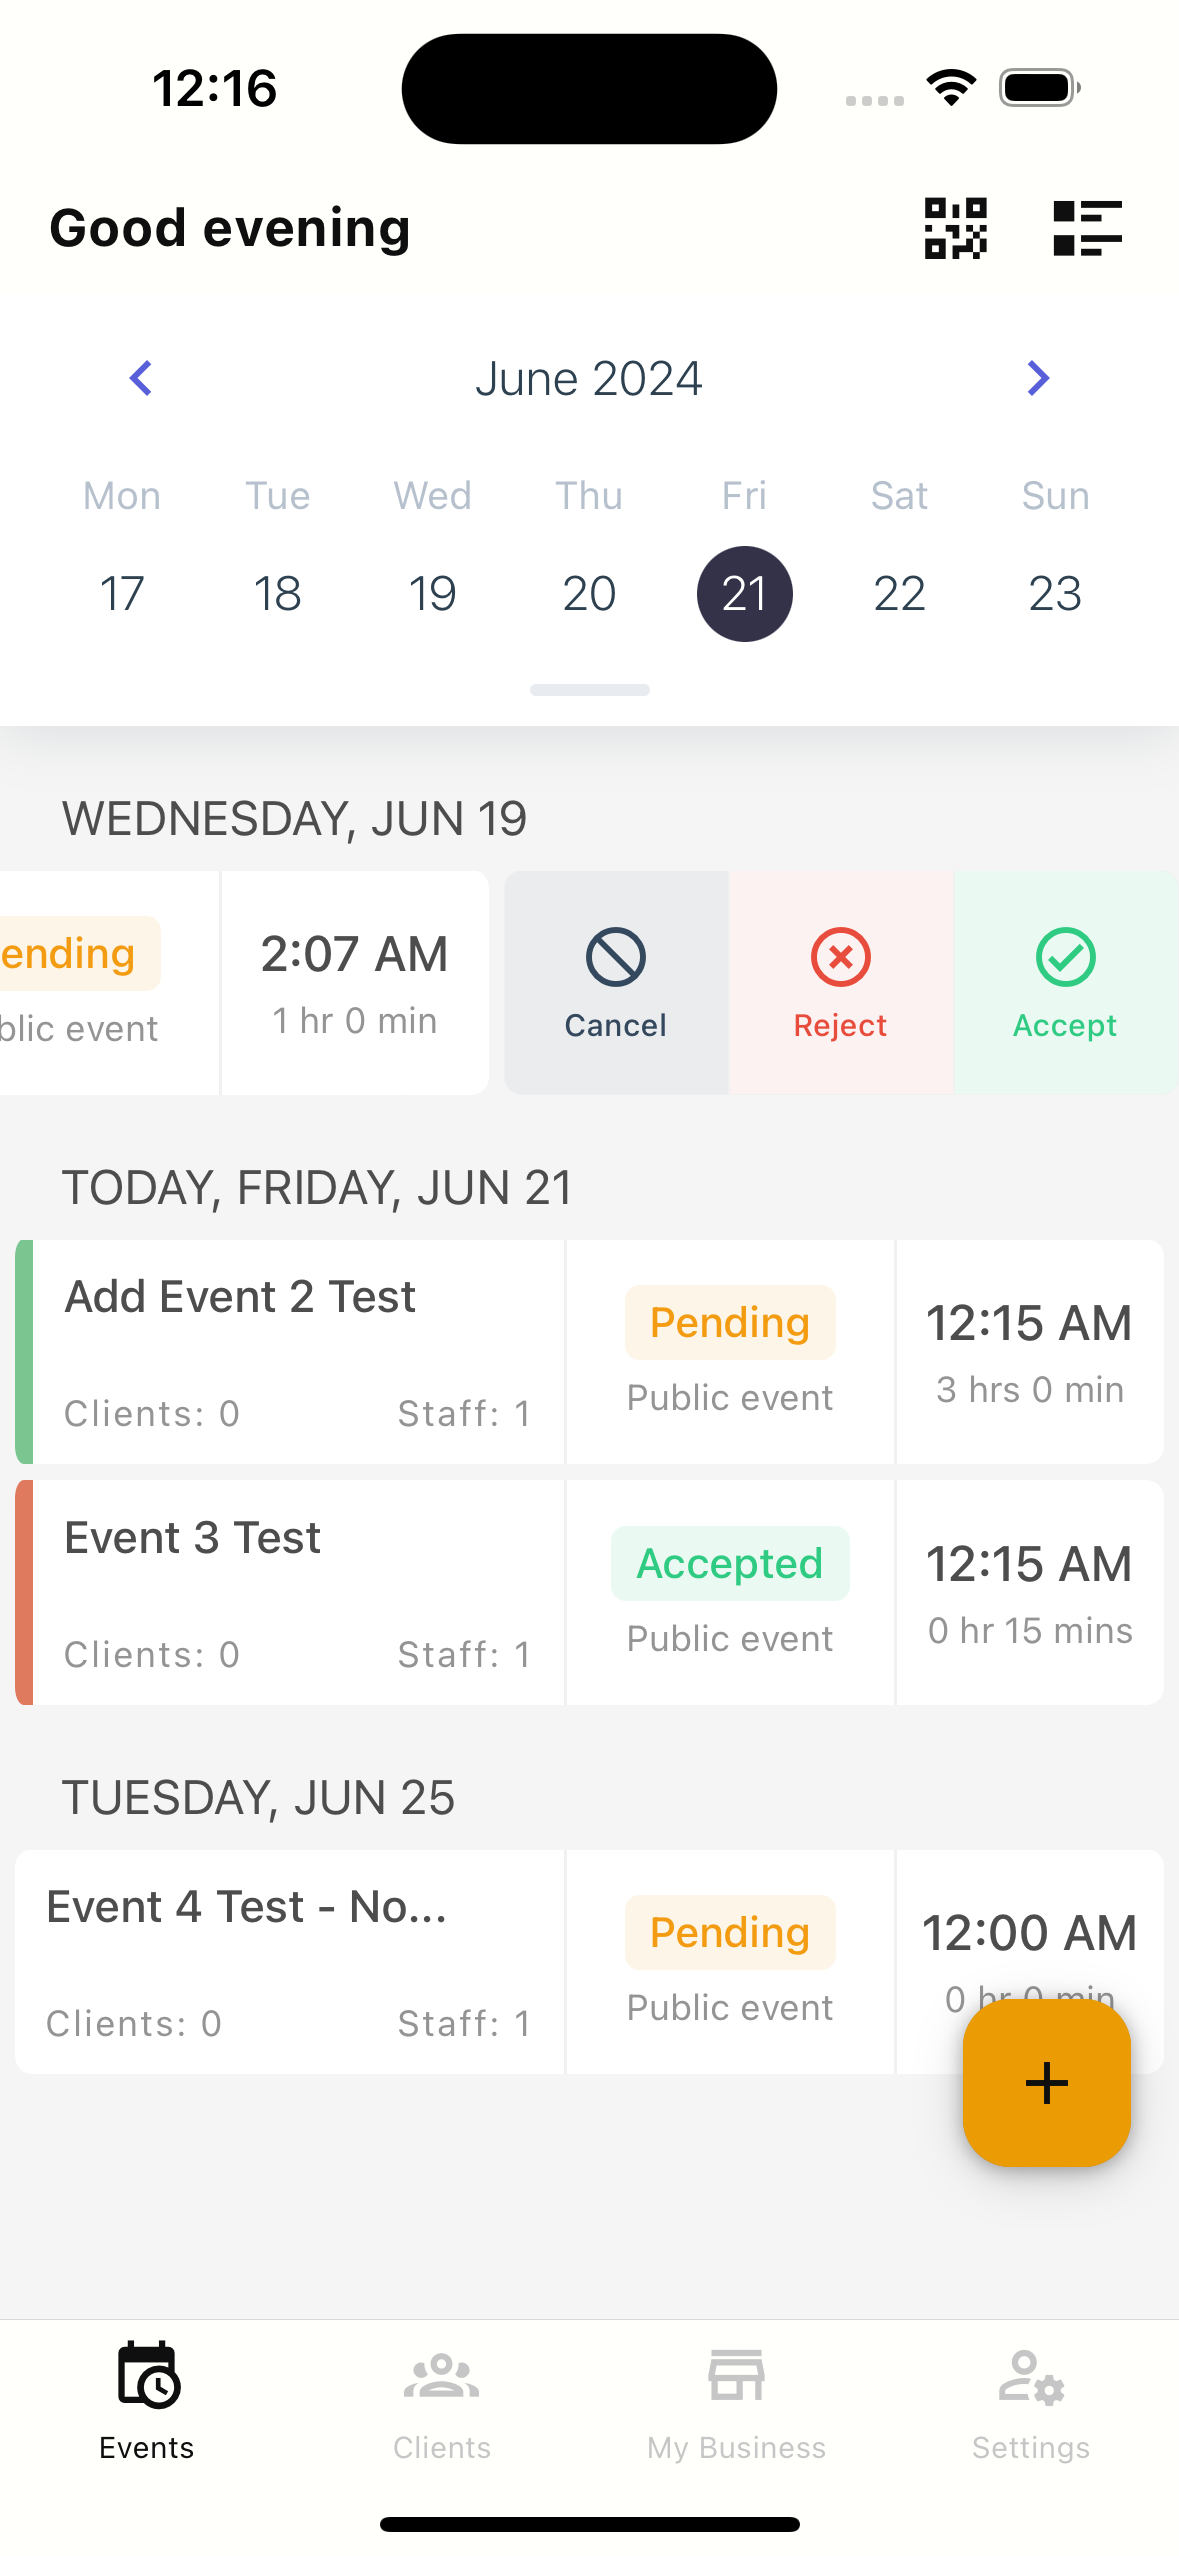 12:16
Good evening
June 2024
Mon Tue Wed Thu Fri Sat Sun
17 18 19 20 21 22 23
WEDNESDAY, JUN 19
ending
blic event
2:07 AM
1 hr 0 min
Cancel
Reject
Accept
TODAY, FRIDAY, JUN 21
Add Event 2 Test
Clients: 0
Staff: 1
Pending
Public event
12:15 AM
3 hrs 0 min
Event 3 Test
Clients: 0
Staff: 1
Accepted
Public event
12:15 AM
0 hr 15 mins
TUESDAY, JUN 25
Event 4 Test - No...
Clients: 0
Staff: 1
Pending
Public event
12:00 AM
0 hr 0 min
Events
Clients
My Business
Settings